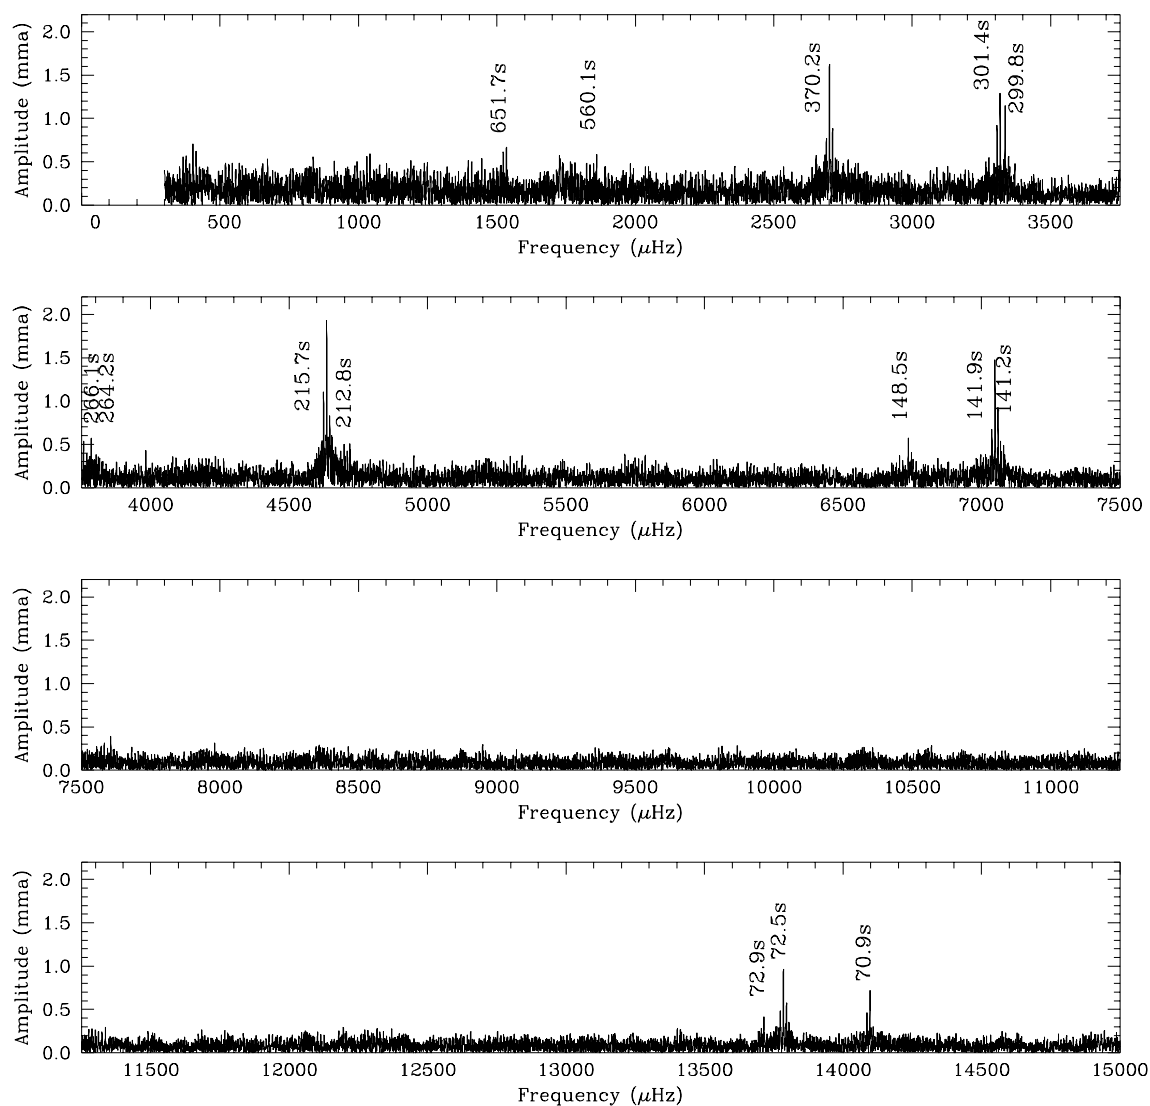 2.0
1.5
1.0
0.5
0.0
Amplitude (mma)
651.7s
560.1s
370.2s
301.4s
299.8s
0 500 1000 1500 2000 2500 3000 3500
Frequency (μHz)
2.0
1.5
1.0
0.5
0.0
Amplitude (mma)
266.1s
264.2s
215.7s
212.8s
148.5s
141.9s
141.2s
4000 4500 5000 5500 6000 6500 7000 7500
Frequency (μHz)
2.0
1.5
1.0
0.5
0.0
Amplitude (mma)
7500 8000 8500 9000 9500 10000 10500 11000
Frequency (μHz)
2.0
1.5
1.0
0.5
0.0
Amplitude (mma)
72.9s
72.5s
70.9s
11500 12000 12500 13000 13500 14000 14500 15000
Frequency (μHz)